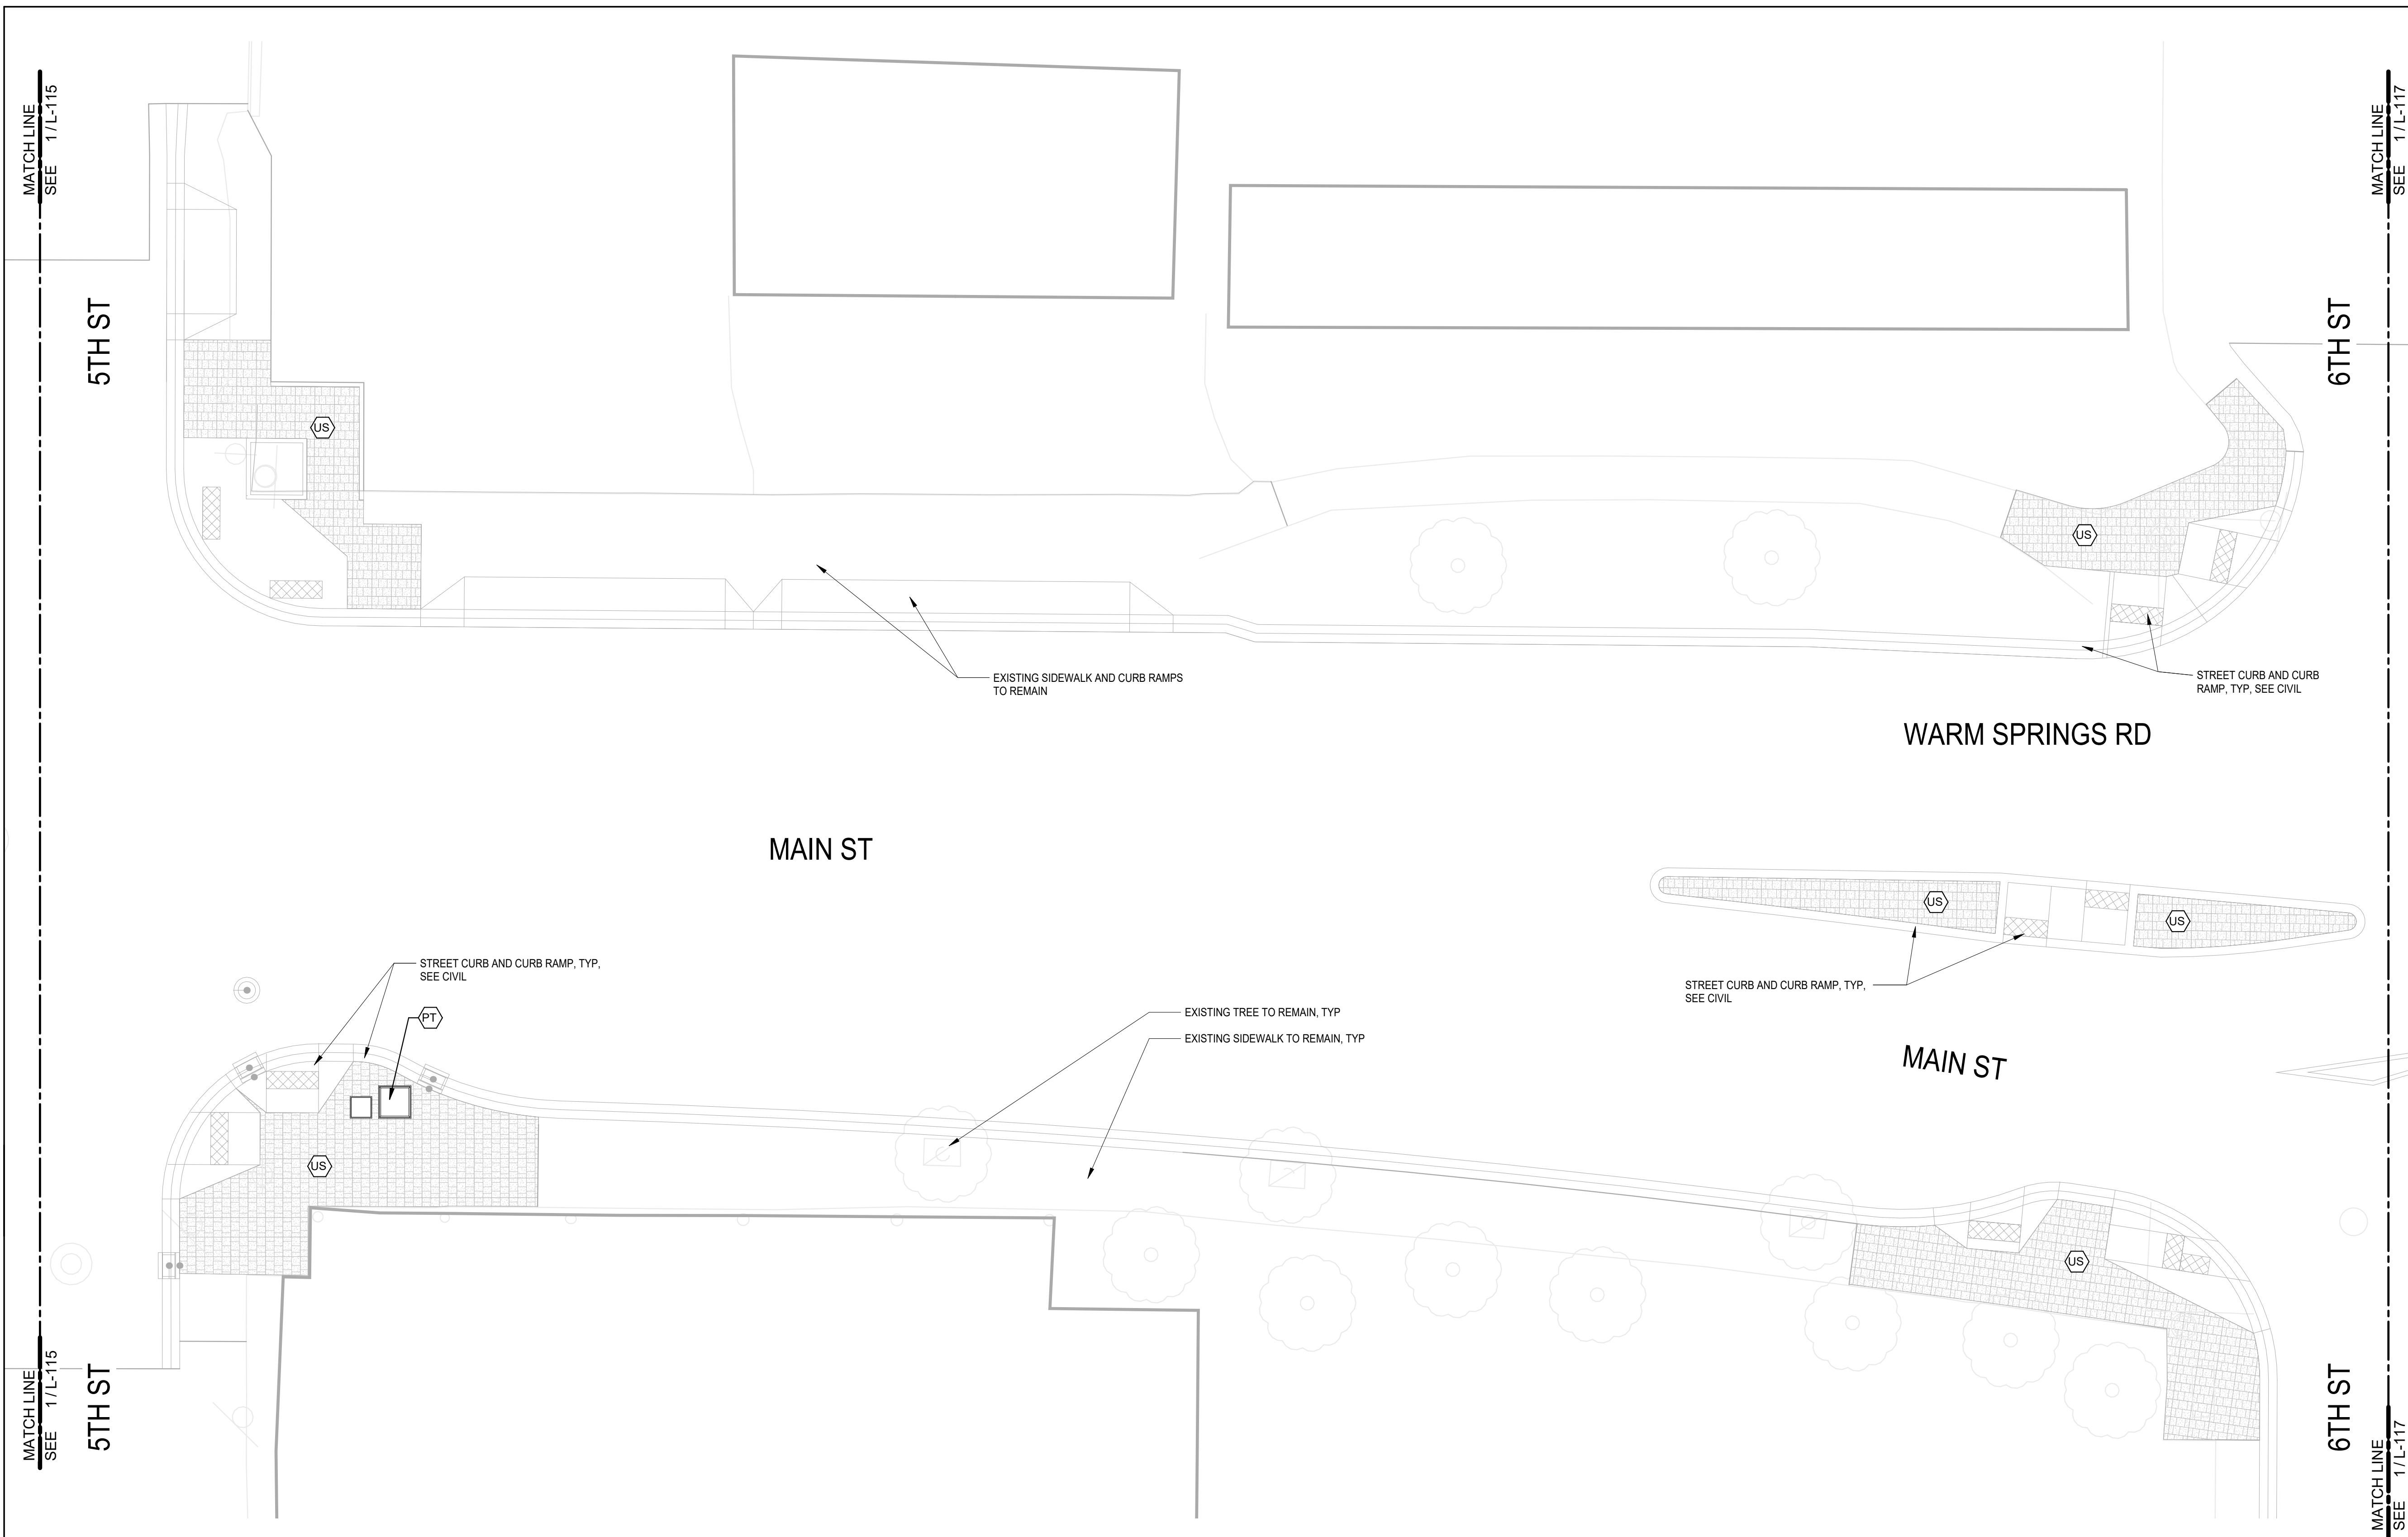 MATCH LINE
SEE 1 / L-115
MATCH LINE
SEE 1 / L-117
5TH ST
6TH ST
US
US
EXISTING SIDEWALK AND CURB RAMPS
TO REMAIN
STREET CURB AND CURB
RAMP, TYP, SEE CIVIL
WARM SPRINGS RD
MAIN ST
US
US
STREET CURB AND CURB RAMP, TYP,
SEE CIVIL
STREET CURB AND CURB RAMP, TYP,
SEE CIVIL
PT
EXISTING TREE TO REMAIN, TYP
EXISTING SIDEWALK TO REMAIN, TYP
MAIN ST
US
US
MATCH LINE
SEE 1 / L-115
5TH ST
6TH ST
MATCH LINE
SEE 1 / L-117